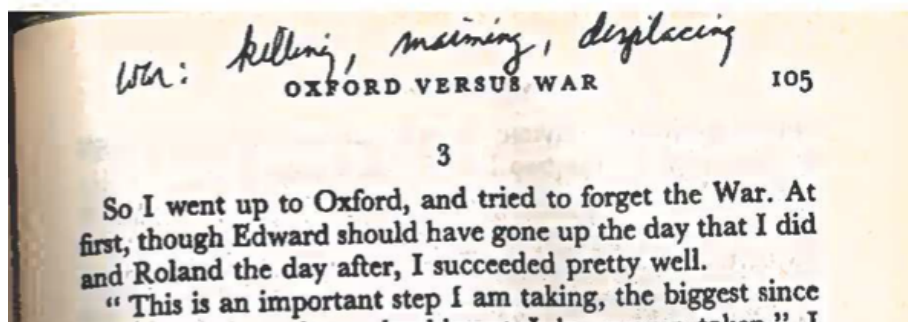 war: killing, maiming, displacing
OXFORD VERSUS WAR 105
3
So I went up to Oxford, and tried to forget the War. At
first, though Edward should have gone up the day that I did
and Roland the day after, I succeeded pretty well.
“ This is an important step I am taking, the biggest since